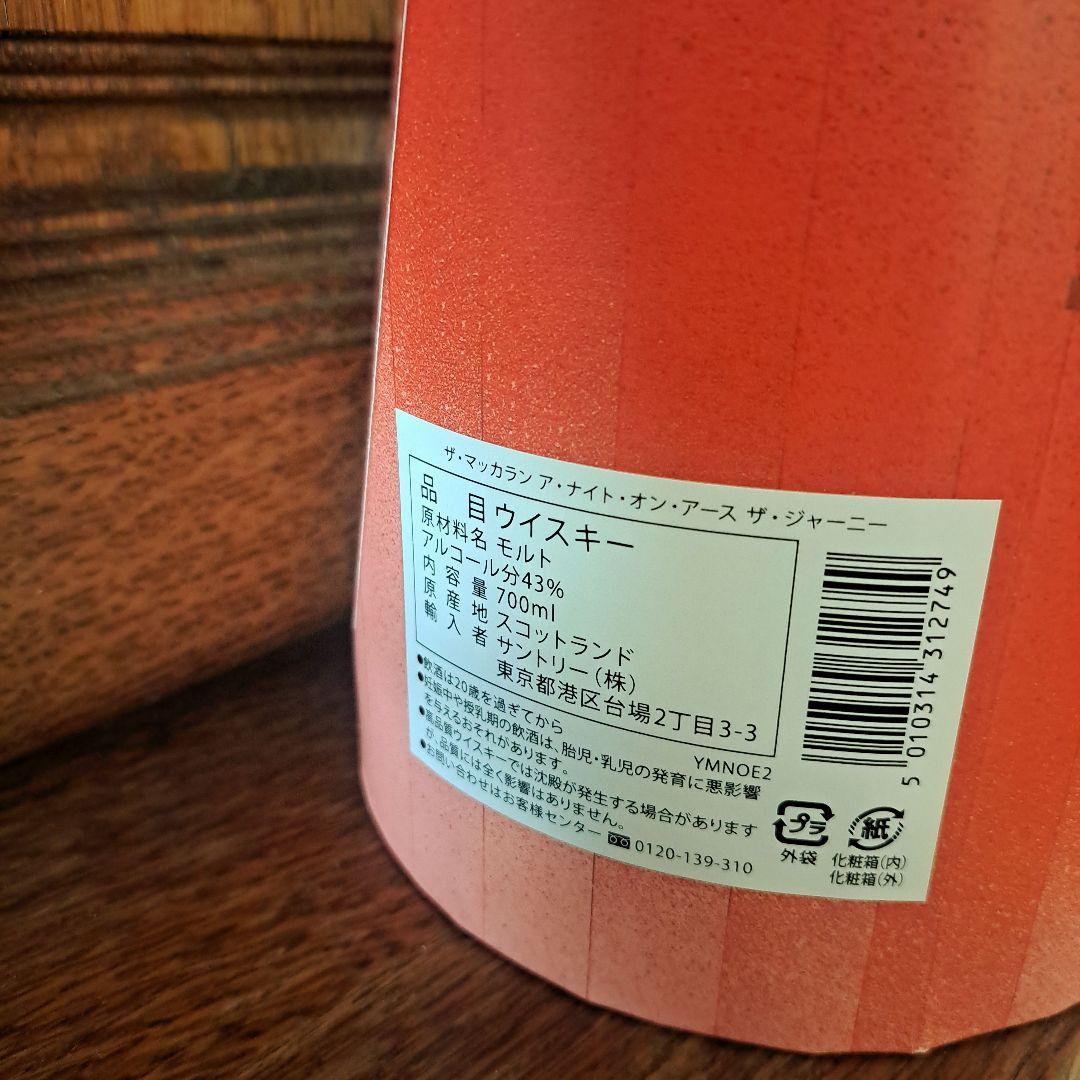 ザ・マッカラン ア・ナイト・オン・アース ザ・ジャーニー
品 目 ウイスキー
原材料名 モルト
アルコール分43%
内容量 700ml
原産地 スコットランド
輸入者 サントリー(株)
東京都港区台場2丁目3-3
YMNOE2
●飲酒は20歳を過ぎてから
●妊娠中や授乳期の飲酒は、胎児・乳児の発育に悪影響
を与えるおそれがあります。
●高品質ウイスキーでは沈殿が発生する場合があります
が、品質には全く影響はありません。
●お問い合わせはお客様センター 0120-139-310
5 010314 312749
プラ
外袋
紙
化粧箱(内)
化粧箱(外)